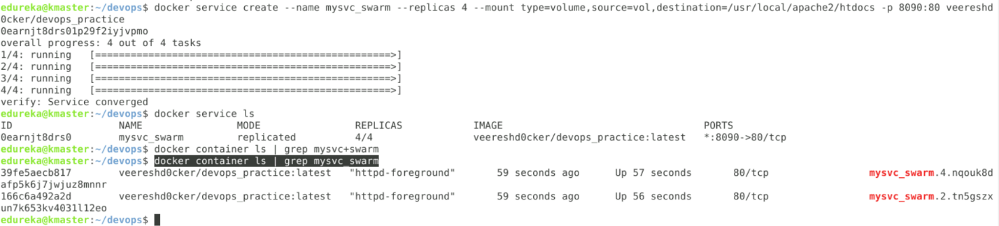 edureka@kmaster:~/devops$ docker service create --name mysvc_swarm --replicas 4 --mount type=volume,source=vol,destination=/usr/local/apache2/htdocs -p 8090:80 veereshd
0cker/devops_practice
0earnjt8drs01p29f2iyjvpmo
overall progress: 4 out of 4 tasks
1/4: running   [==================================================>]
2/4: running   [==================================================>]
3/4: running   [==================================================>]
4/4: running   [==================================================>]
verify: Service converged
edureka@kmaster:~/devops$ docker service ls
ID                  NAME                MODE                REPLICAS            IMAGE                                  PORTS
0earnjt8drs0        mysvc_swarm         replicated          4/4                 veereshd0cker/devops_practice:latest   *:8090->80/tcp
edureka@kmaster:~/devops$ docker container ls | grep mysvc+swarm
edureka@kmaster:~/devops$ docker container ls | grep mysvc_swarm
39fe5aecb817        veereshd0cker/devops_practice:latest   "httpd-foreground"       59 seconds ago      Up 57 seconds       80/tcp                 mysvc_swarm.4.nqouk8d
afp5k6j7jwjuz8mnnr
166c6a492a2d        veereshd0cker/devops_practice:latest   "httpd-foreground"       59 seconds ago      Up 56 seconds       80/tcp                 mysvc_swarm.2.tn5gszx
un7k653kv4031l12eo
edureka@kmaster:~/devops$